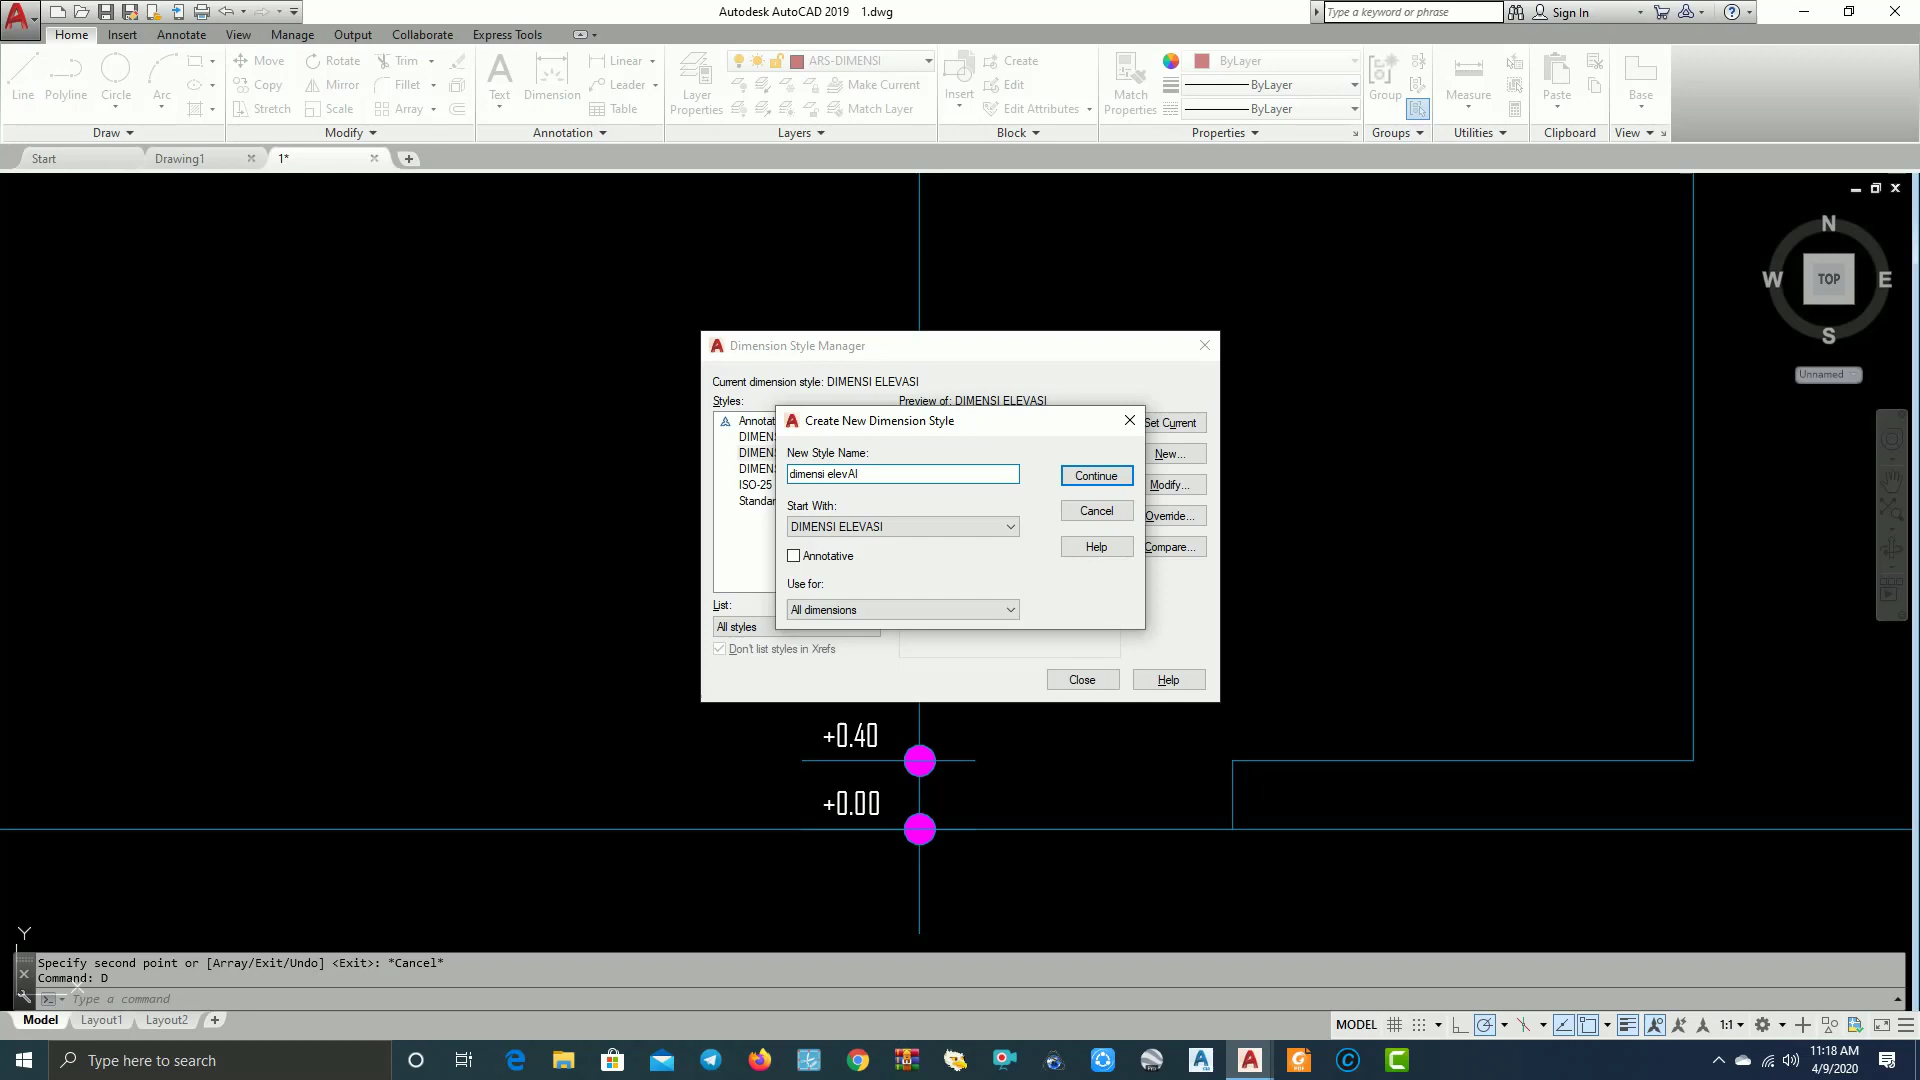 Autodesk AutoCAD 2019 1.dwg
Type a keyword or phrase
Sign In
Home Insert Annotate View Manage Output Collaborate Express Tools
Line Polyline Circle Arc
Move Rotate Trim
Copy Mirror Fillet
Stretch Scale Array
Text Dimension
Linear
Leader
Table
Layer Properties
ARS-DIMENSI
Make Current
Match Layer
Insert
Create
Edit
Edit Attributes
Match Properties
ByLayer
ByLayer
ByLayer
Group
Measure
Paste
Base
Draw Modify Annotation Layers Block Properties Groups Utilities Clipboard View
Start Drawing1 1*
N
W TOP E
S
Unnamed
Dimension Style Manager
Current dimension style: DIMENSI ELEVASI
Styles: Preview of: DIMENSI ELEVASI
Annotat
DIMENS
DIMENS
DIMENS
ISO-25
Standar
Set Current
New...
Modify...
Override...
Compare...
Create New Dimension Style
New Style Name:
dimensi elevAI
Continue
Start With:
DIMENSI ELEVASI
Cancel
Annotative
Help
Use for:
All dimensions
List:
All styles
Don't list styles in Xrefs
Close Help
+0.40
+0.00
Y
Specify second point or [Array/Exit/Undo] <Exit>: *Cancel*
Command: D
Type a command
Model Layout1 Layout2
MODEL 1:1
Type here to search
11:18 AM
4/9/2020